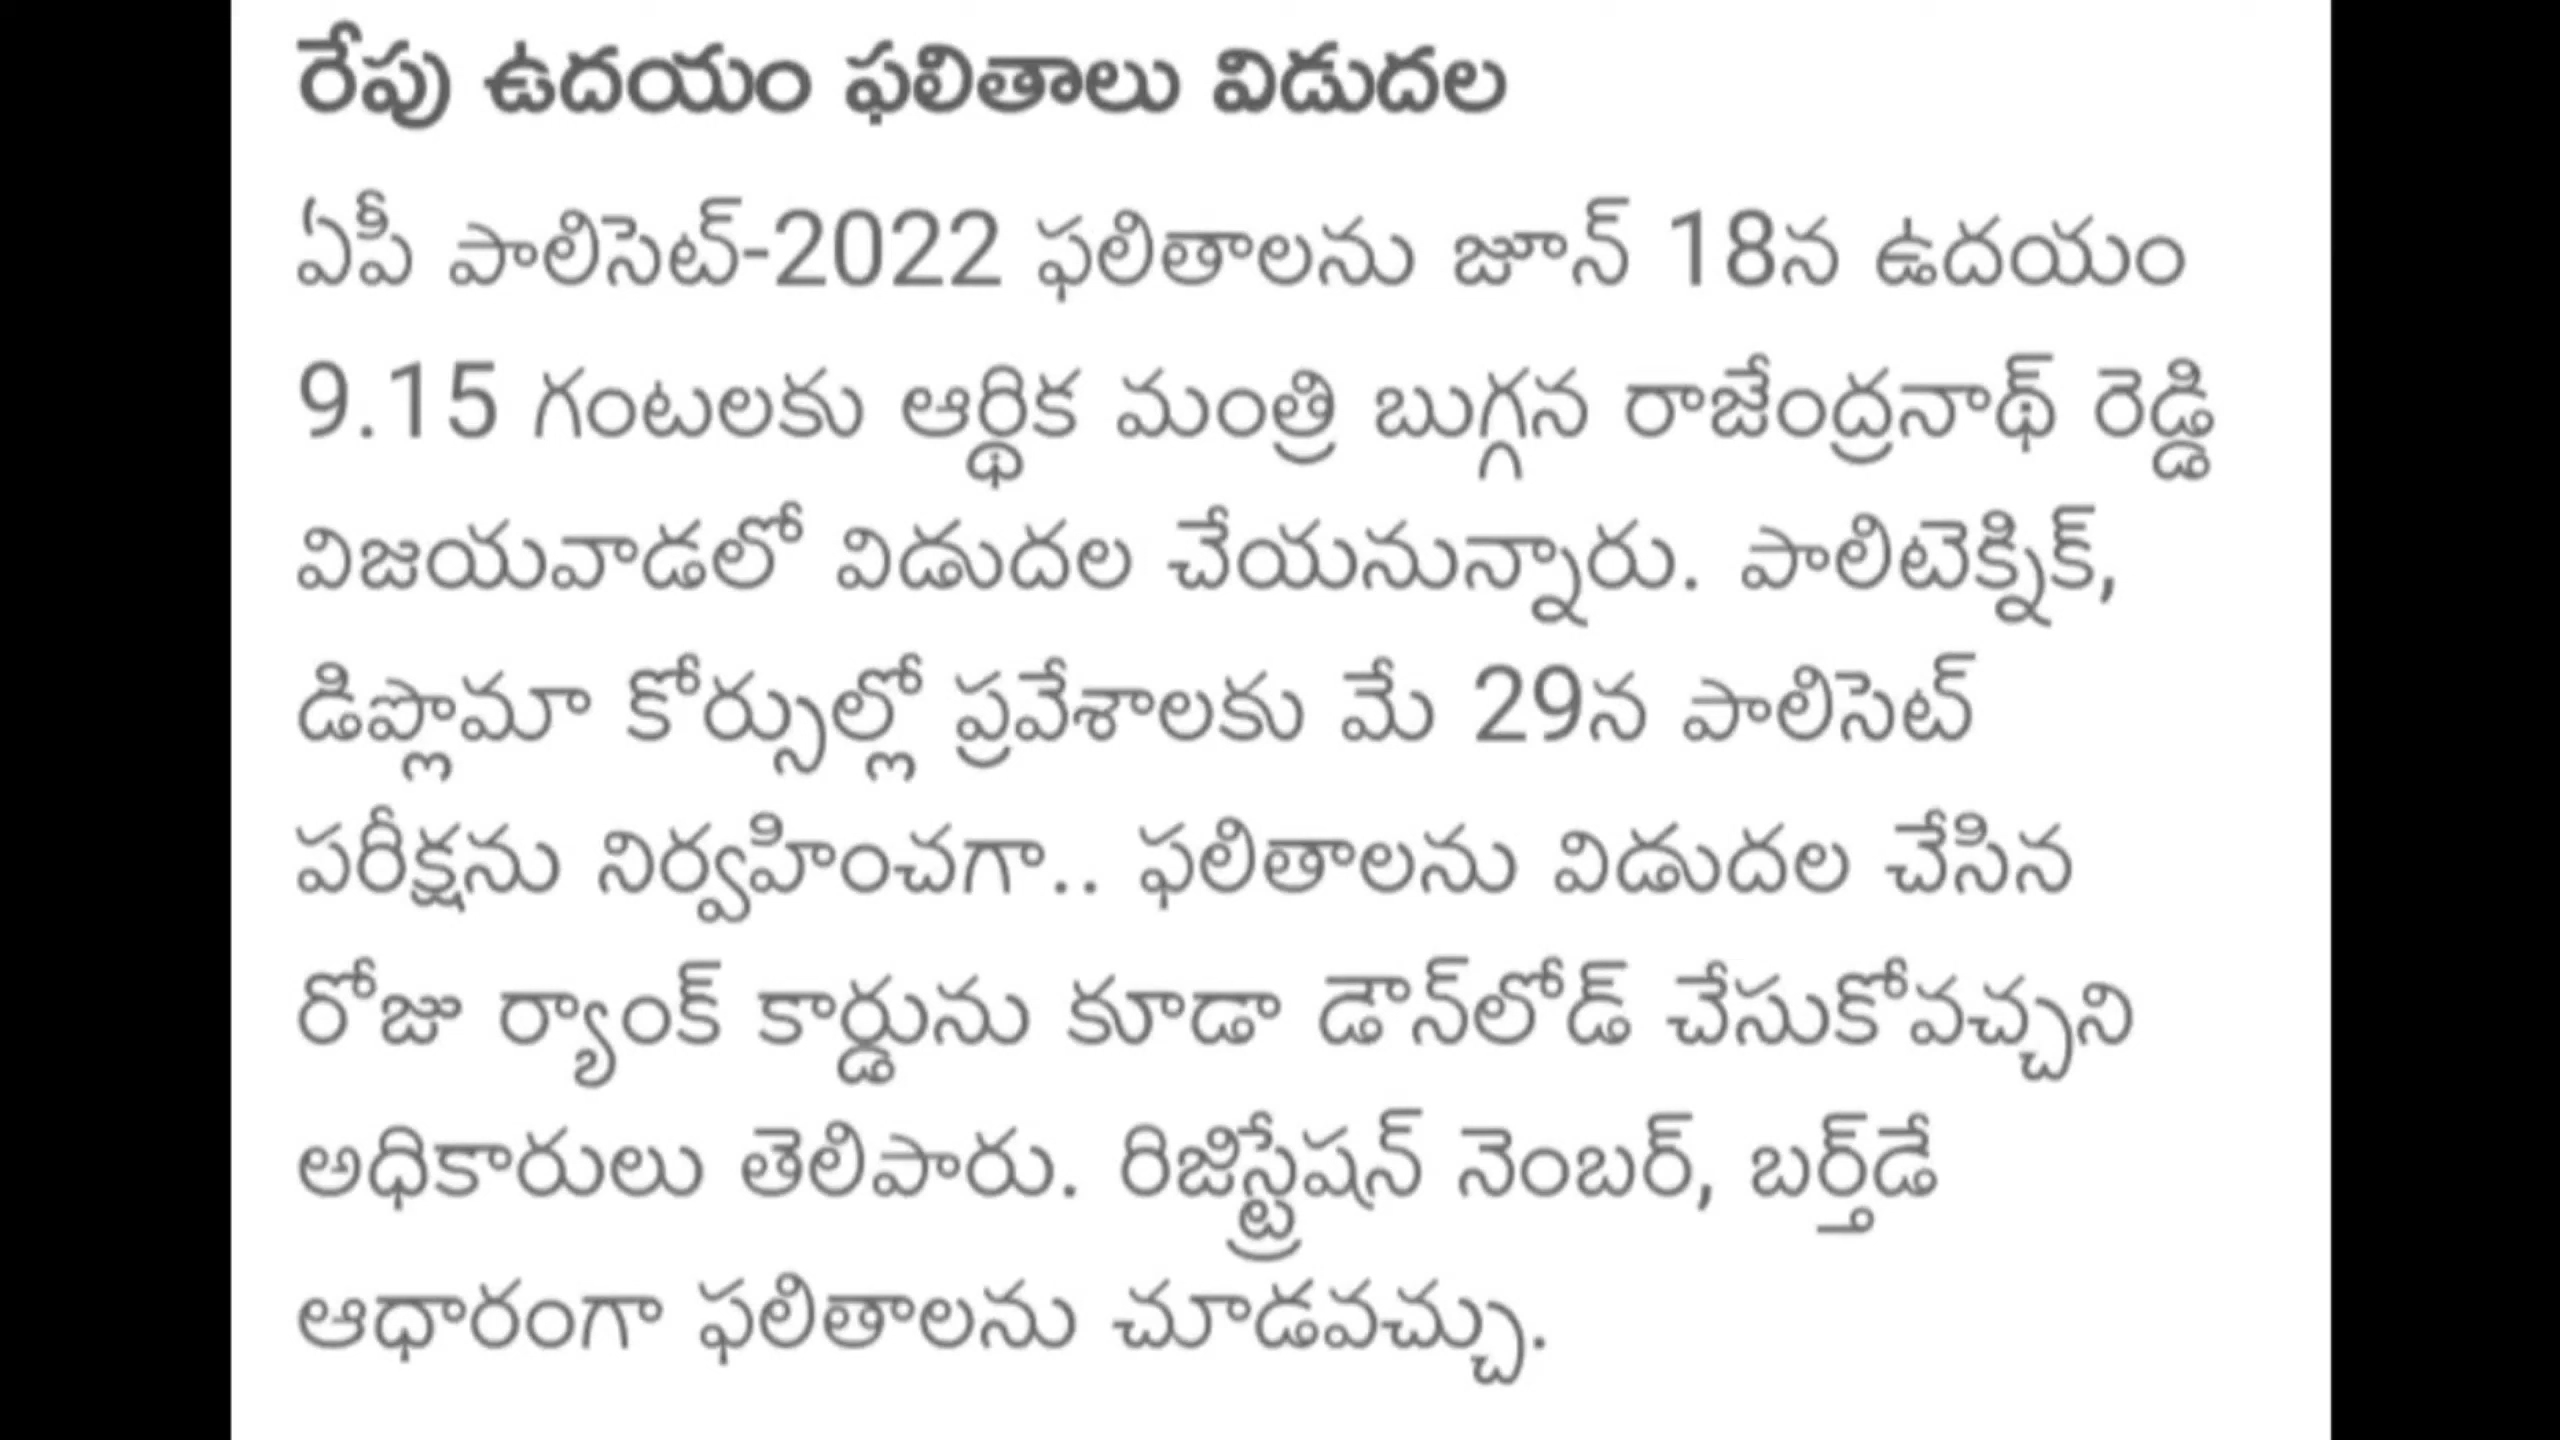 రేపు ఉదయం ఫలితాలు విడుదల
ఏపీ పాలిసెట్-2022 ఫలితాలను జూన్ 18న ఉదయం
9.15 గంటలకు ఆర్థిక మంత్రి బుగ్గన రాజేంద్రనాథ్ రెడ్డి
విజయవాడలో విడుదల చేయనున్నారు. పాలిటెక్నిక్,
డిప్లొమా కోర్సుల్లో ప్రవేశాలకు మే 29న పాలిసెట్
పరీక్షను నిర్వహించగా.. ఫలితాలను విడుదల చేసిన
రోజు ర్యాంక్ కార్డును కూడా డౌన్‌లోడ్ చేసుకోవచ్చని
అధికారులు తెలిపారు. రిజిస్ట్రేషన్ నెంబర్, బర్త్‌డే
ఆధారంగా ఫలితాలను చూడవచ్చు.